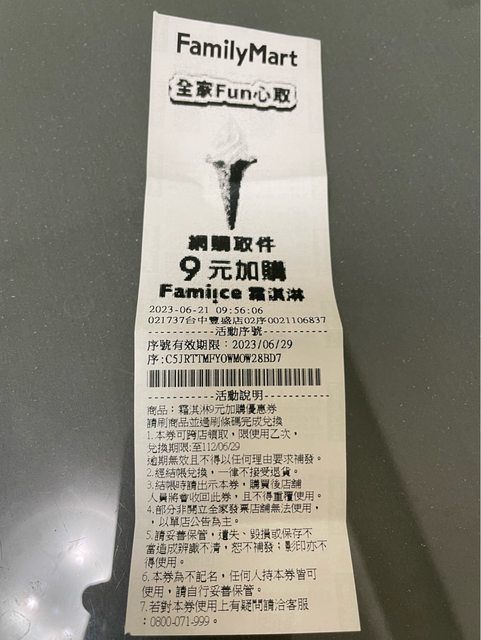 FamilyMart
全家Fun心取
網購取件
9元加購
Famiice 霜淇淋
2023-06-21 09:56:06
021737台中豐盛店02序0021106837
----------活動序號----------
序號有效期限：2023/06/29
序:C5JRTTMFYOWMOW28BD7
----------活動說明----------
商品：霜淇淋9元加購優惠券
請刷商品並過刷條碼完成兌換
1.本券可跨店領取，限使用乙次，
兌換期限:至112/06/29
逾期無效且不得以任何理由要求補發。
2.經結帳兌換，一律不接受退貨。
3.結帳時請出示本券，購買後店舖
人員將會收回此券，且不得重覆使用。
4.部分非開立全家發票店舖無法使用，
，以單店公告為主。
5.請妥善保管，遺失、毀損或保存不
當造成辨識不清，恕不補發；影印亦不
得使用。
6.本券為不記名，任何人持本券皆可
使用，請自行妥善保管。
7.若對本券使用上有疑問請洽客服
：0800-071-999。